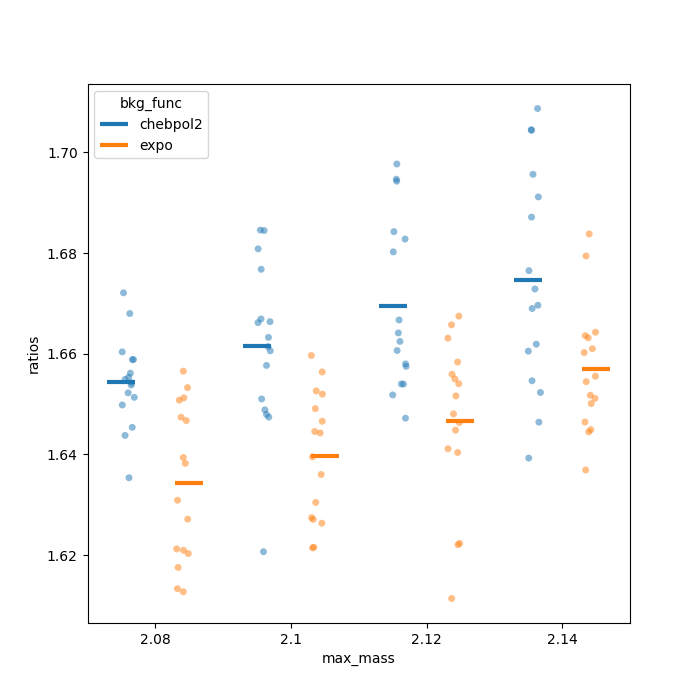 bkg_func
chebpol2
expo
1.70
1.68
1.66
1.64
1.62
ratios
2.08
2.1
2.12
2.14
max_mass